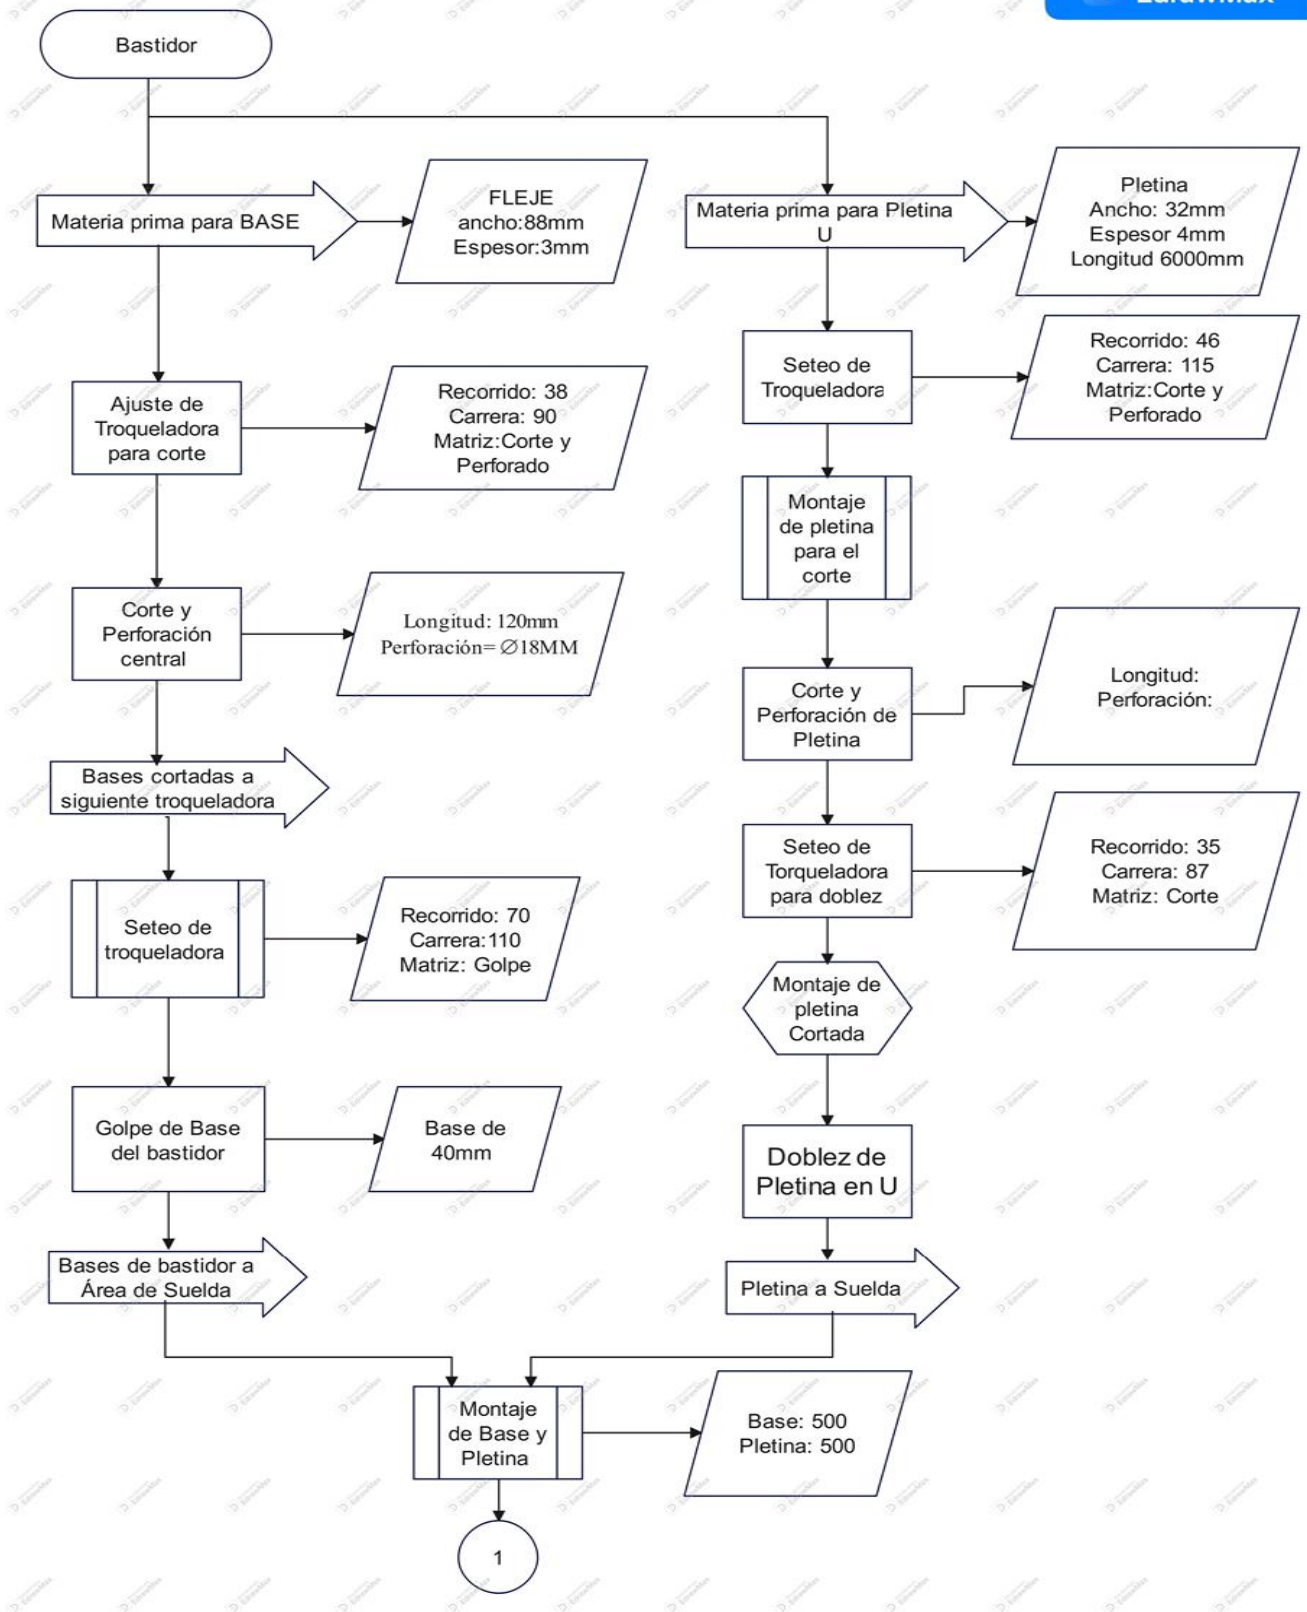 Bastidor
Materia prima para BASE
FLEJE
ancho:88mm
Espesor:3mm
Materia prima para Pletina
U
Pletina
Ancho: 32mm
Espesor 4mm
Longitud 6000mm
Ajuste de
Troqueladora
para corte
Recorrido: 38
Carrera: 90
Matriz:Corte y
Perforado
Seteo de
Troqueladora
Recorrido: 46
Carrera: 115
Matriz:Corte y
Perforado
Montaje
de pletina
para el
corte
Corte y
Perforación
central
Longitud: 120mm
Perforación= ∅18MM
Corte y
Perforación de
Pletina
Longitud:
Perforación:
Bases cortadas a
siguiente troqueladora
Seteo de
Torqueladora
para doblez
Recorrido: 35
Carrera: 87
Matriz: Corte
Seteo de
troqueladora
Recorrido: 70
Carrera:110
Matriz: Golpe
Montaje de
pletina
Cortada
Golpe de Base
del bastidor
Base de
40mm
Doblez de
Pletina en U
Bases de bastidor a
Área de Suelda
Pletina a Suelda
Montaje
de Base y
Pletina
Base: 500
Pletina: 500
1